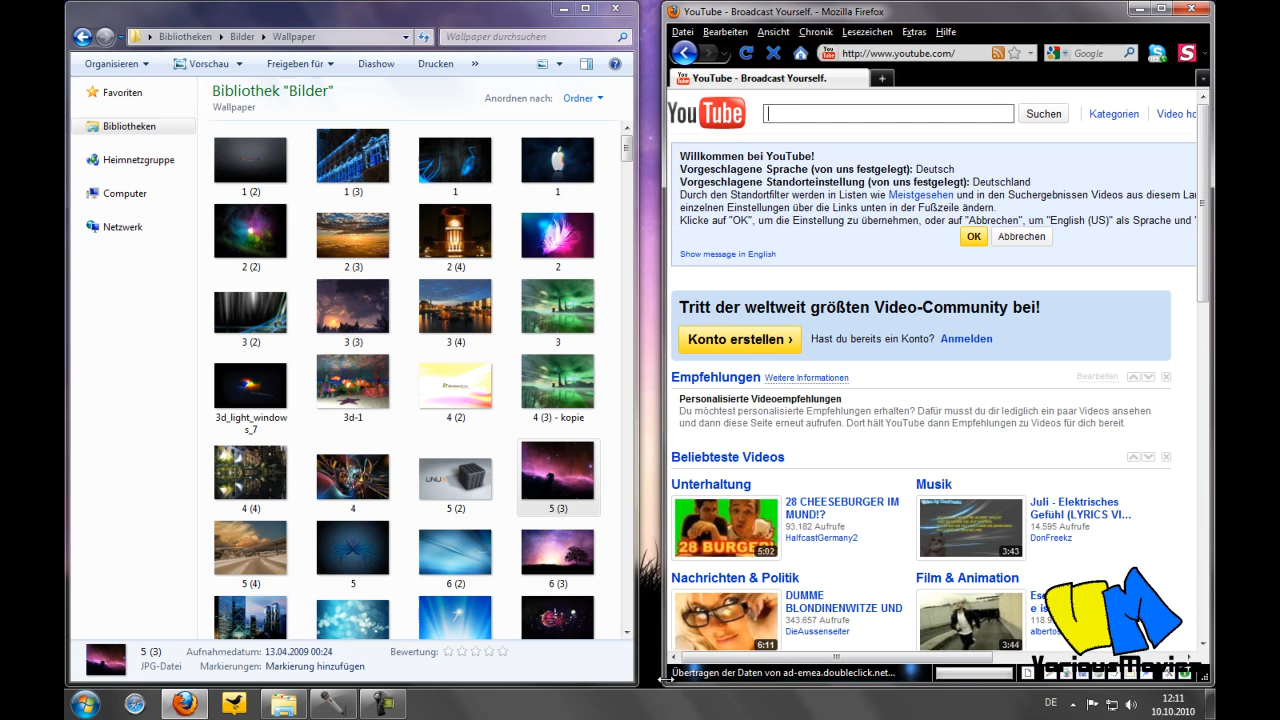 Bibliotheken
Bilder
Wallpaper
Wallpaper durchsuchen
Organisieren
Vorschau
Freigeben für
Diashow
Drucken
»
Favoriten
Bibliotheken
Heimnetzgruppe
Computer
Netzwerk
Bibliothek "Bilder"
Wallpaper
Anordnen nach: Ordner
1 (2)
1 (3)
1
1
2 (2)
2 (3)
2 (4)
2
3 (2)
3 (3)
3 (4)
3
3d_light_window
s_7
3d-1
4 (2)
4 (3) - kopie
4 (4)
4
5 (2)
5 (3)
5 (4)
5
6 (2)
6 (3)
5 (3)
Aufnahmedatum: 13.04.2009 00:24
Bewertung:
JPG-Datei
Markierungen: Markierung hinzufügen
YouTube - Broadcast Yourself. - Mozilla Firefox
Datei Bearbeiten Ansicht Chronik Lesezeichen Extras Hilfe
http://www.youtube.com/
Google
YouTube - Broadcast Yourself.
YouTube
Suchen
Kategorien
Video ho
Willkommen bei YouTube!
Vorgeschlagene Sprache (von uns festgelegt): Deutsch
Vorgeschlagene Standorteinstellung (von uns festgelegt): Deutschland
Durch den Standortfilter werden in Listen wie Meistgesehen und in den Suchergebnissen Videos aus diesem Lan
einzelnen Einstellungen über die Links unten in der Fußzeile ändern.
Klicke auf "OK", um die Einstellung zu übernehmen, oder auf "Abbrechen", um "English (US)" als Sprache und
OK
Abbrechen
Show message in English
Tritt der weltweit größten Video-Community bei!
Konto erstellen ›
Hast du bereits ein Konto? Anmelden
Empfehlungen Weitere Informationen
Bearbeiten
Personalisierte Videoempfehlungen
Du möchtest personalisierte Empfehlungen erhalten? Dafür musst du dir lediglich ein paar Videos ansehen
und dann diese Seite erneut aufrufen. Dort hält YouTube dann Empfehlungen zu Videos für dich bereit.
Beliebteste Videos
Unterhaltung
28 BURGER
5:02
28 CHEESEBURGER IM
MUND!?
93.182 Aufrufe
HalfcastGermany2
Musik
3:43
Juli - Elektrisches
Gefühl (LYRICS VI...
14.595 Aufrufe
DonFreekz
Nachrichten & Politik
6:11
DUMME
BLONDINENWITZE UND
343.657 Aufrufe
DieAussenseiter
Film & Animation
3:44
e is
118.9
albertos
VM
VariousMovies
Übertragen der Daten von ad-emea.doubleclick.net...
DE
12:11
10.10.2010